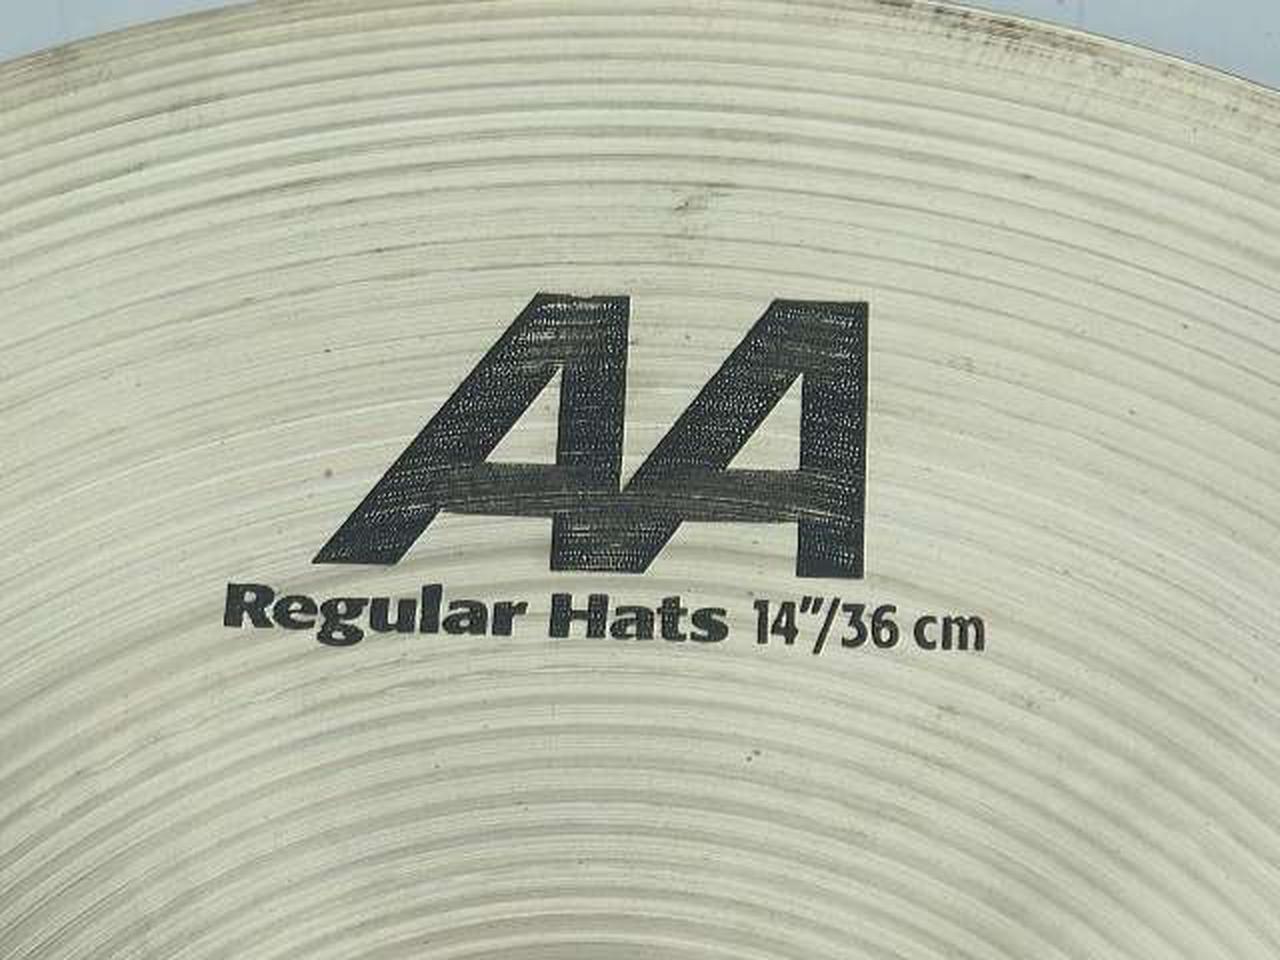 AA
Regular Hats 14"/36 cm